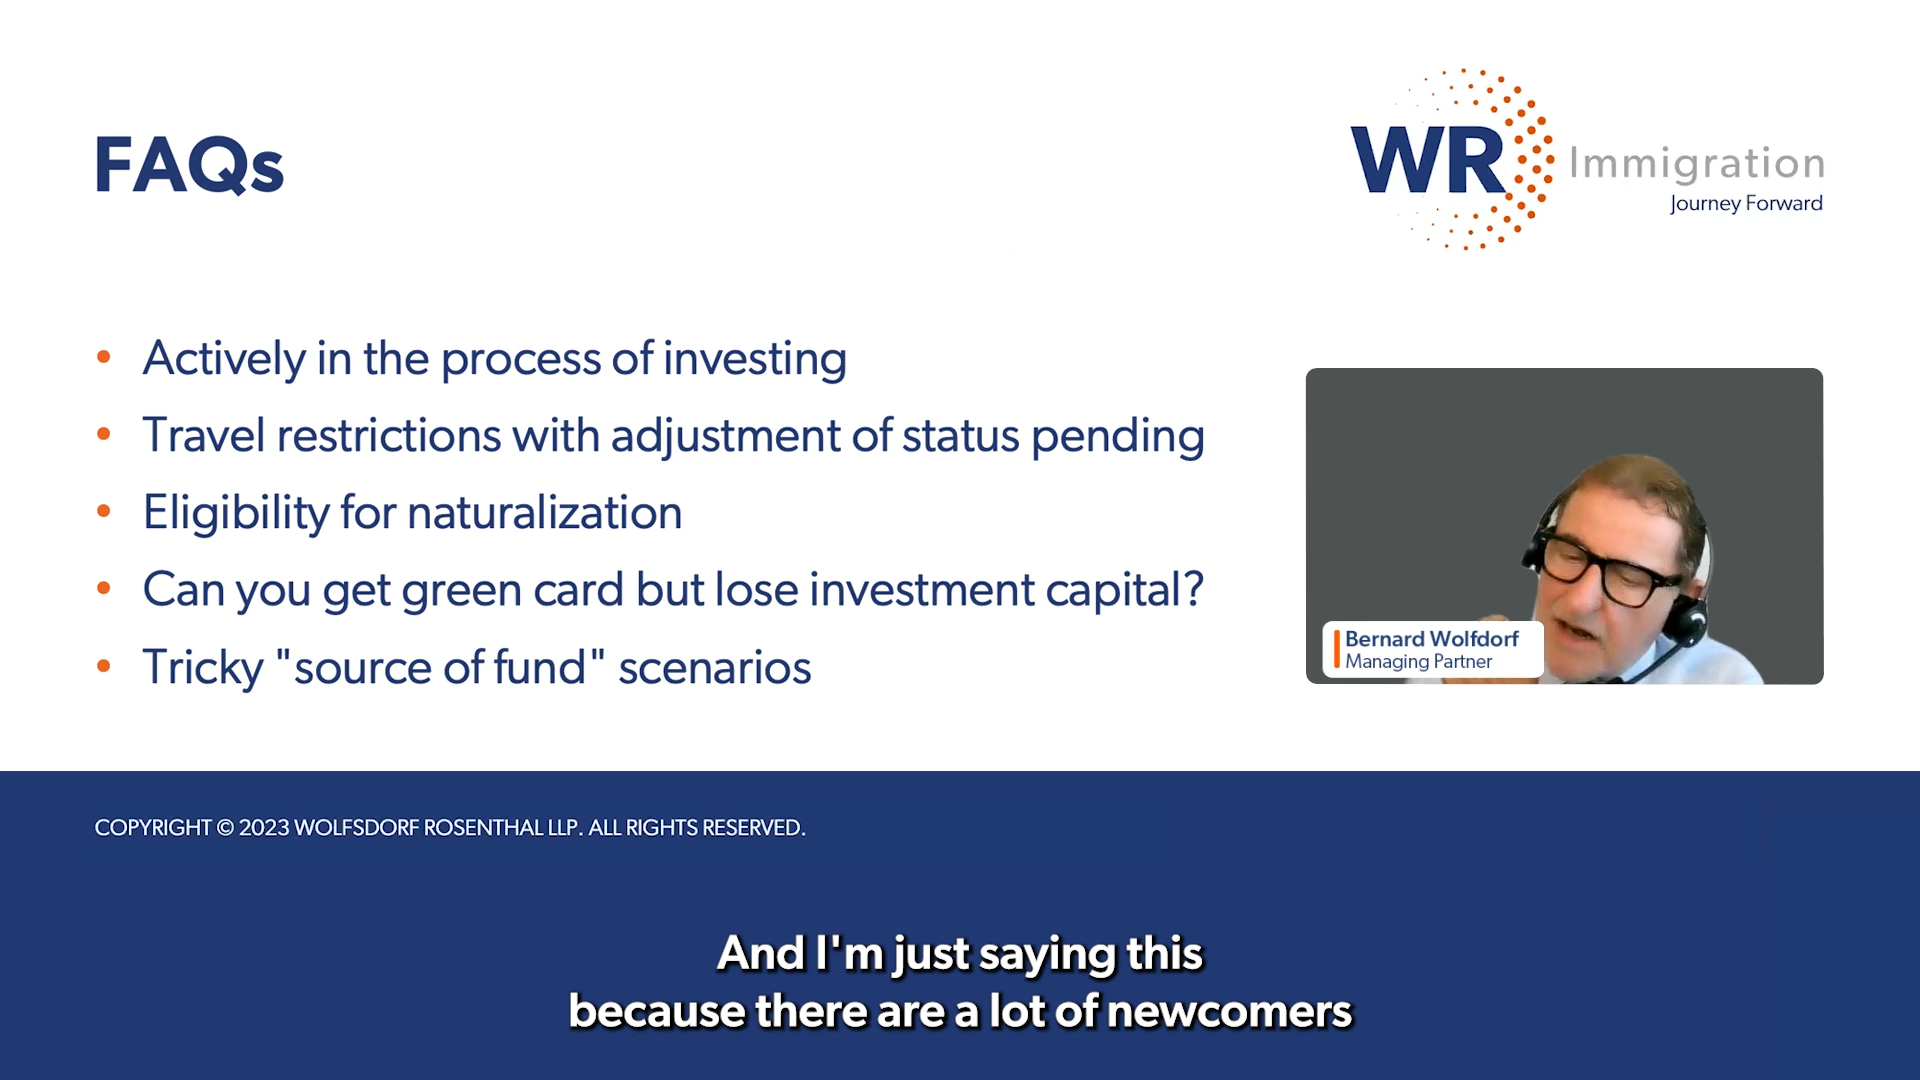 FAQs
WR Immigration
Journey Forward
• Actively in the process of investing
• Travel restrictions with adjustment of status pending
• Eligibility for naturalization
• Can you get green card but lose investment capital?
• Tricky "source of fund" scenarios
Bernard Wolfdorf
Managing Partner
COPYRIGHT © 2023 WOLFSDORF ROSENTHAL LLP. ALL RIGHTS RESERVED.
And I'm just saying this
because there are a lot of newcomers